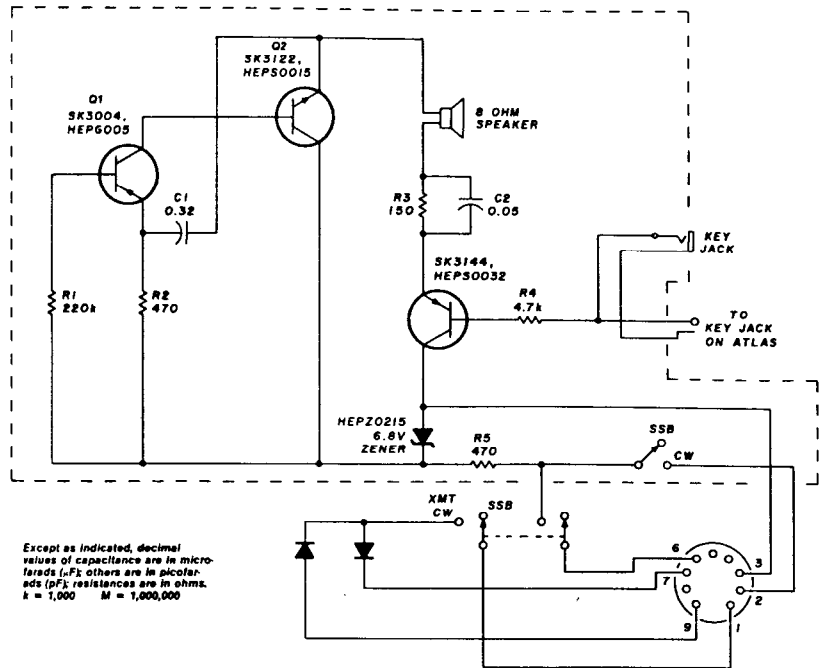 Q2
SK3122,
HEPS0015
Q1
SK3004,
HEPG005
8 OHM
SPEAKER
C1
0.32
R3
150
C2
0.05
KEY
JACK
SK3144,
HEPS0032
R1
220k
R2
470
R4
4.7k
TO
KEY JACK
ON ATLAS
HEPZ0215
6.8V
ZENER
R5
470
SSB
CW
XMT
CW
SSB
6
3
7
2
9
1
Except as indicated, decimal
values of capacitance are in micro-
farads (μF); others are in picofar-
ads (pF); resistances are in ohms.
k = 1,000 M = 1,000,000